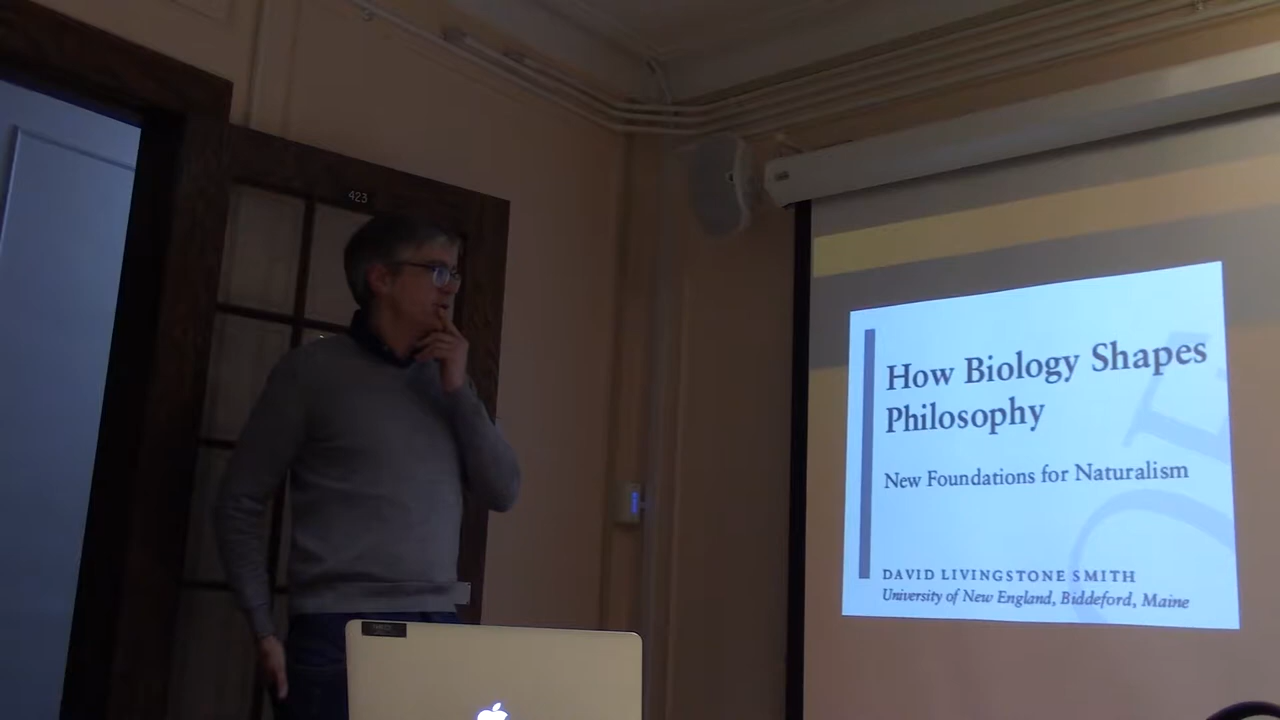 423
How Biology Shapes
Philosophy
New Foundations for Naturalism
DAVID LIVINGSTONE SMITH
University of New England, Biddeford, Maine